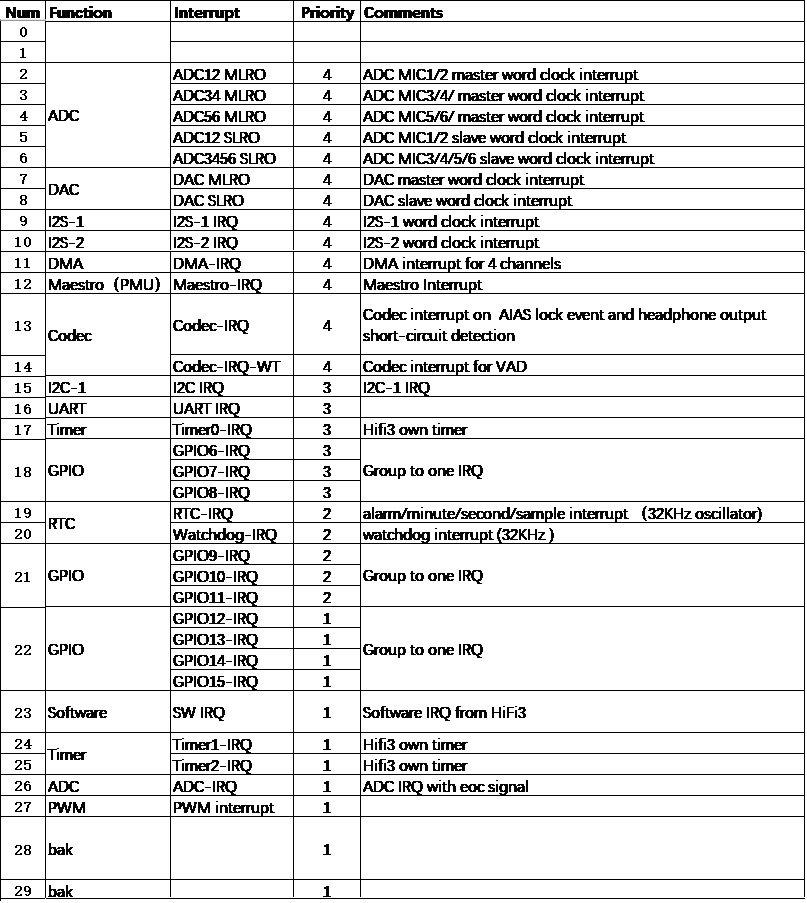 Num Function Interrupt Priority Comments
0
1
2 ADC12 MLRO 4 ADC MIC1/2 master word clock interrupt
3 ADC34 MLRO 4 ADC MIC3/4/ master word clock interrupt
4 ADC ADC56 MLRO 4 ADC MIC5/6/ master word clock interrupt
5 ADC12 SLRO 4 ADC MIC1/2 slave word clock interrupt
6 ADC3456 SLRO 4 ADC MIC3/4/5/6 slave word clock interrupt
7 DAC DAC MLRO 4 DAC master word clock interrupt
8 DAC SLRO 4 DAC slave word clock interrupt
9 I2S-1 I2S-1 IRQ 4 I2S-1 word clock interrupt
10 I2S-2 I2S-2 IRQ 4 I2S-2 word clock interrupt
11 DMA DMA-IRQ 4 DMA interrupt for 4 channels
12 Maestro（PMU） Maestro-IRQ 4 Maestro Interrupt
13 Codec Codec-IRQ 4 Codec interrupt on AIAS lock event and headphone output
short-circuit detection
14 Codec-IRQ-WT 4 Codec interrupt for VAD
15 I2C-1 I2C IRQ 3 I2C-1 IRQ
16 UART UART IRQ 3
17 Timer Timer0-IRQ 3 Hifi3 own timer
GPIO6-IRQ 3
18 GPIO GPIO7-IRQ 3 Group to one IRQ
GPIO8-IRQ 3
19 RTC RTC-IRQ 2 alarm/minute/second/sample interrupt （32KHz oscillator)
20 Watchdog-IRQ 2 watchdog interrupt (32KHz )
GPIO9-IRQ 2
21 GPIO GPIO10-IRQ 2 Group to one IRQ
GPIO11-IRQ 2
GPIO12-IRQ 1
22 GPIO GPIO13-IRQ 1 Group to one IRQ
GPIO14-IRQ 1
GPIO15-IRQ 1
23 Software SW IRQ 1 Software IRQ from HiFi3
24 Timer Timer1-IRQ 1 Hifi3 own timer
25 Timer2-IRQ 1 Hifi3 own timer
26 ADC ADC-IRQ 1 ADC IRQ with eoc signal
27 PWM PWM interrupt 1
28 bak 1
29 bak 1